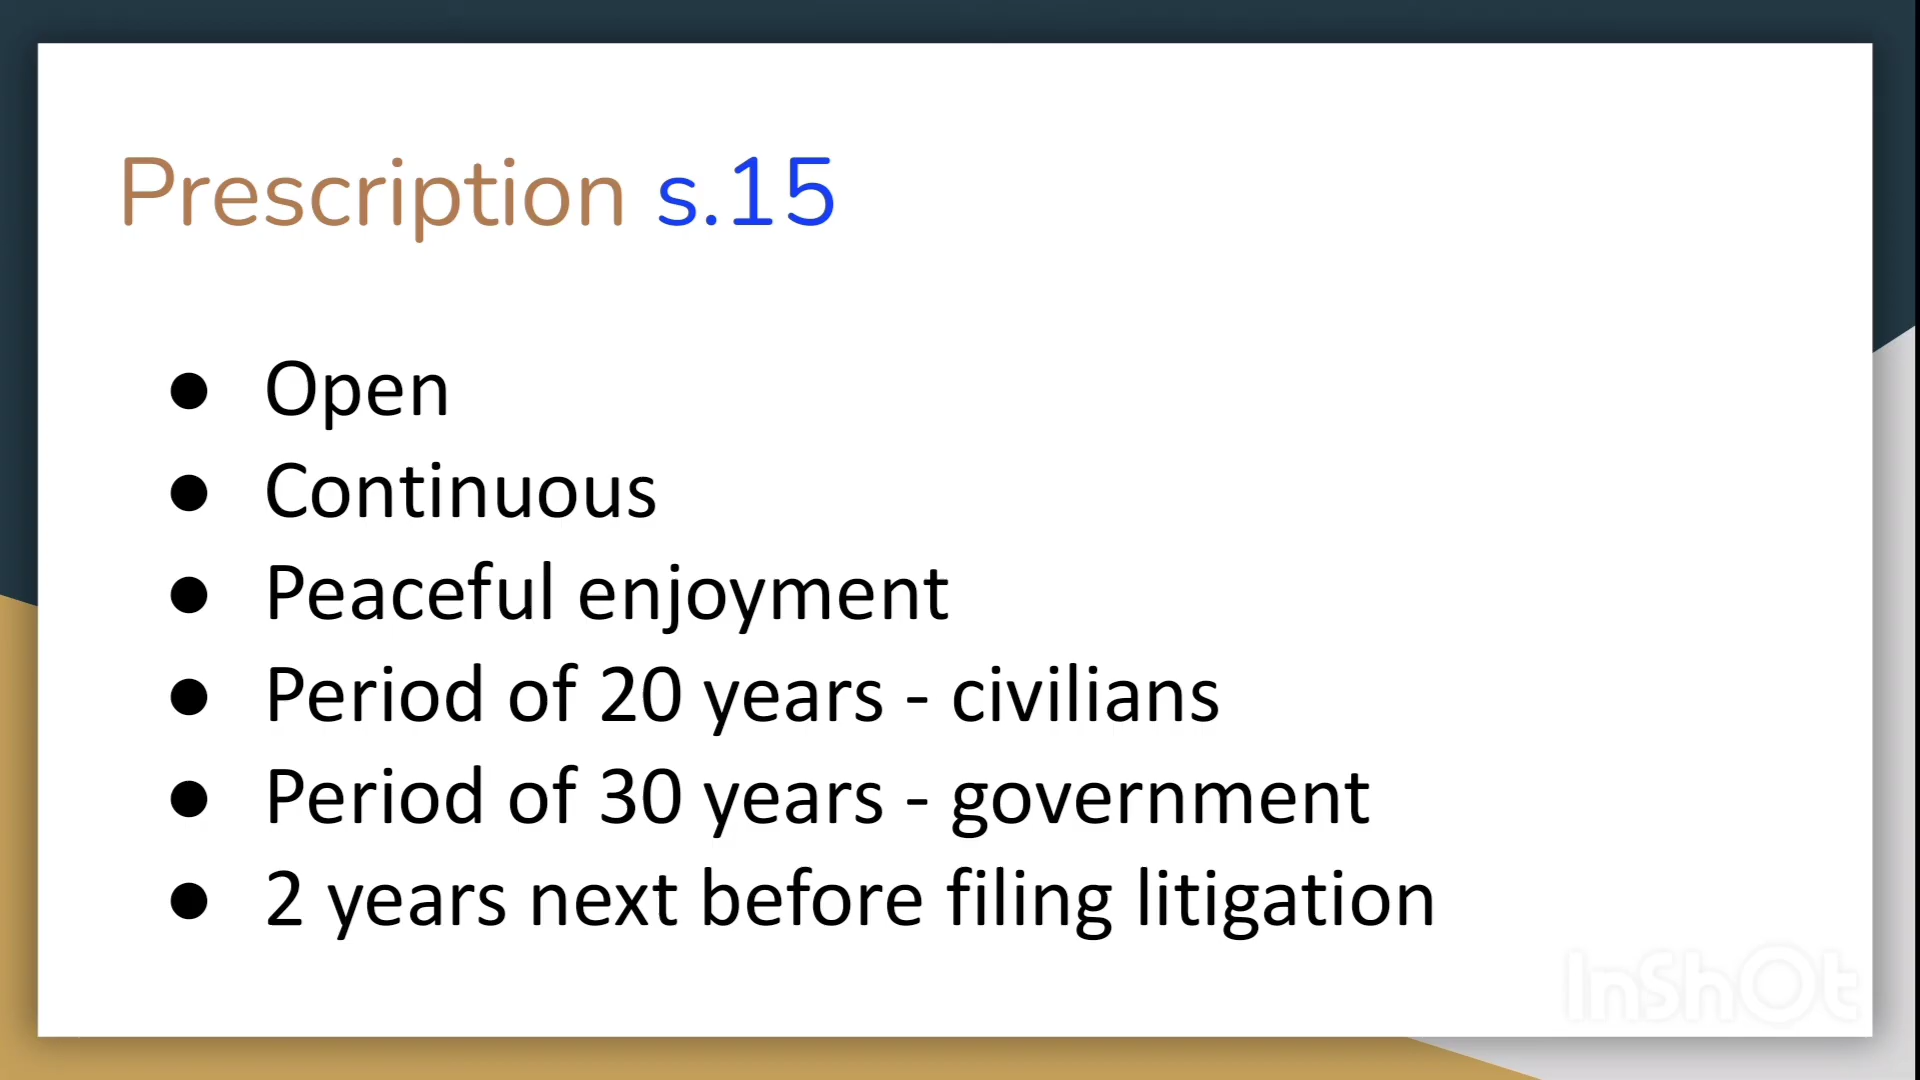 Prescription s.15
● Open
● Continuous
● Peaceful enjoyment
● Period of 20 years - civilians
● Period of 30 years - government
● 2 years next before filing litigation
InShOt